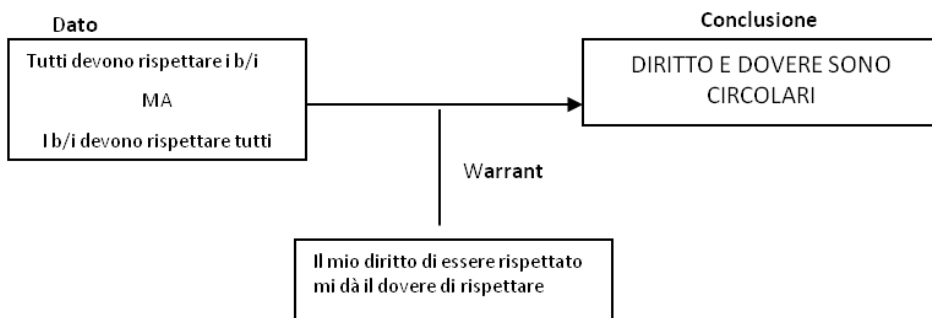 Dato
Tutti devono rispettare i b/i
MA
I b/i devono rispettare tutti
Conclusione
DIRITTO E DOVERE SONO
CIRCOLARI
Warrant
Il mio diritto di essere rispettato
mi dà il dovere di rispettare